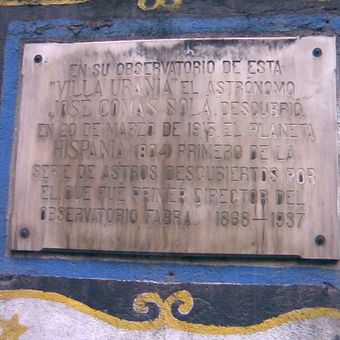 EN SU OBSERVATORIO DE ESTA
"VILLA URANIA" EL ASTRÓNOMO
JOSE COMAS SOLÁ, DESCUBRIÓ
EN 20 DE MARZO DE 1915, EL PLANETA
HISPANIA (804) PRIMERO DE LA
SERIE DE ASTROS DESCUBIERTOS POR
ÉL, QUE FUÉ PRIMER DIRECTOR DEL
OBSERVATORIO FABRA. 1868-1937